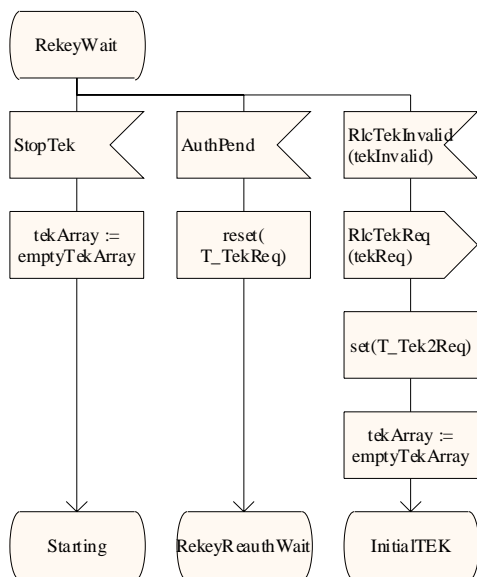 RekeyWait
StopTek
AuthPend
RlcTekInvalid
(tekInvalid)
tekArray :=
emptyTekArray
reset(
T_TekReq)
RlcTekReq
(tekReq)
set(T_Tek2Req)
tekArray :=
emptyTekArray
Starting
RekeyReauthWait
InitialTEK